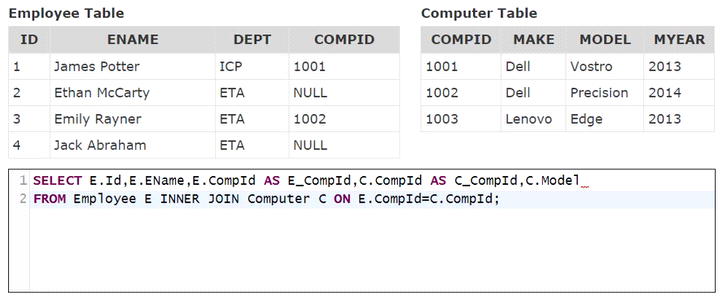 Employee Table
Computer Table
ID ENAME DEPT COMPID
1 James Potter ICP 1001
2 Ethan McCarty ETA NULL
3 Emily Rayner ETA 1002
4 Jack Abraham ETA NULL
COMPID MAKE MODEL MYEAR
1001 Dell Vostro 2013
1002 Dell Precision 2014
1003 Lenovo Edge 2013
1 SELECT E.Id,E.EName,E.CompId AS E_CompId,C.CompId AS C_CompId,C.Model
2 FROM Employee E INNER JOIN Computer C ON E.CompId=C.CompId;